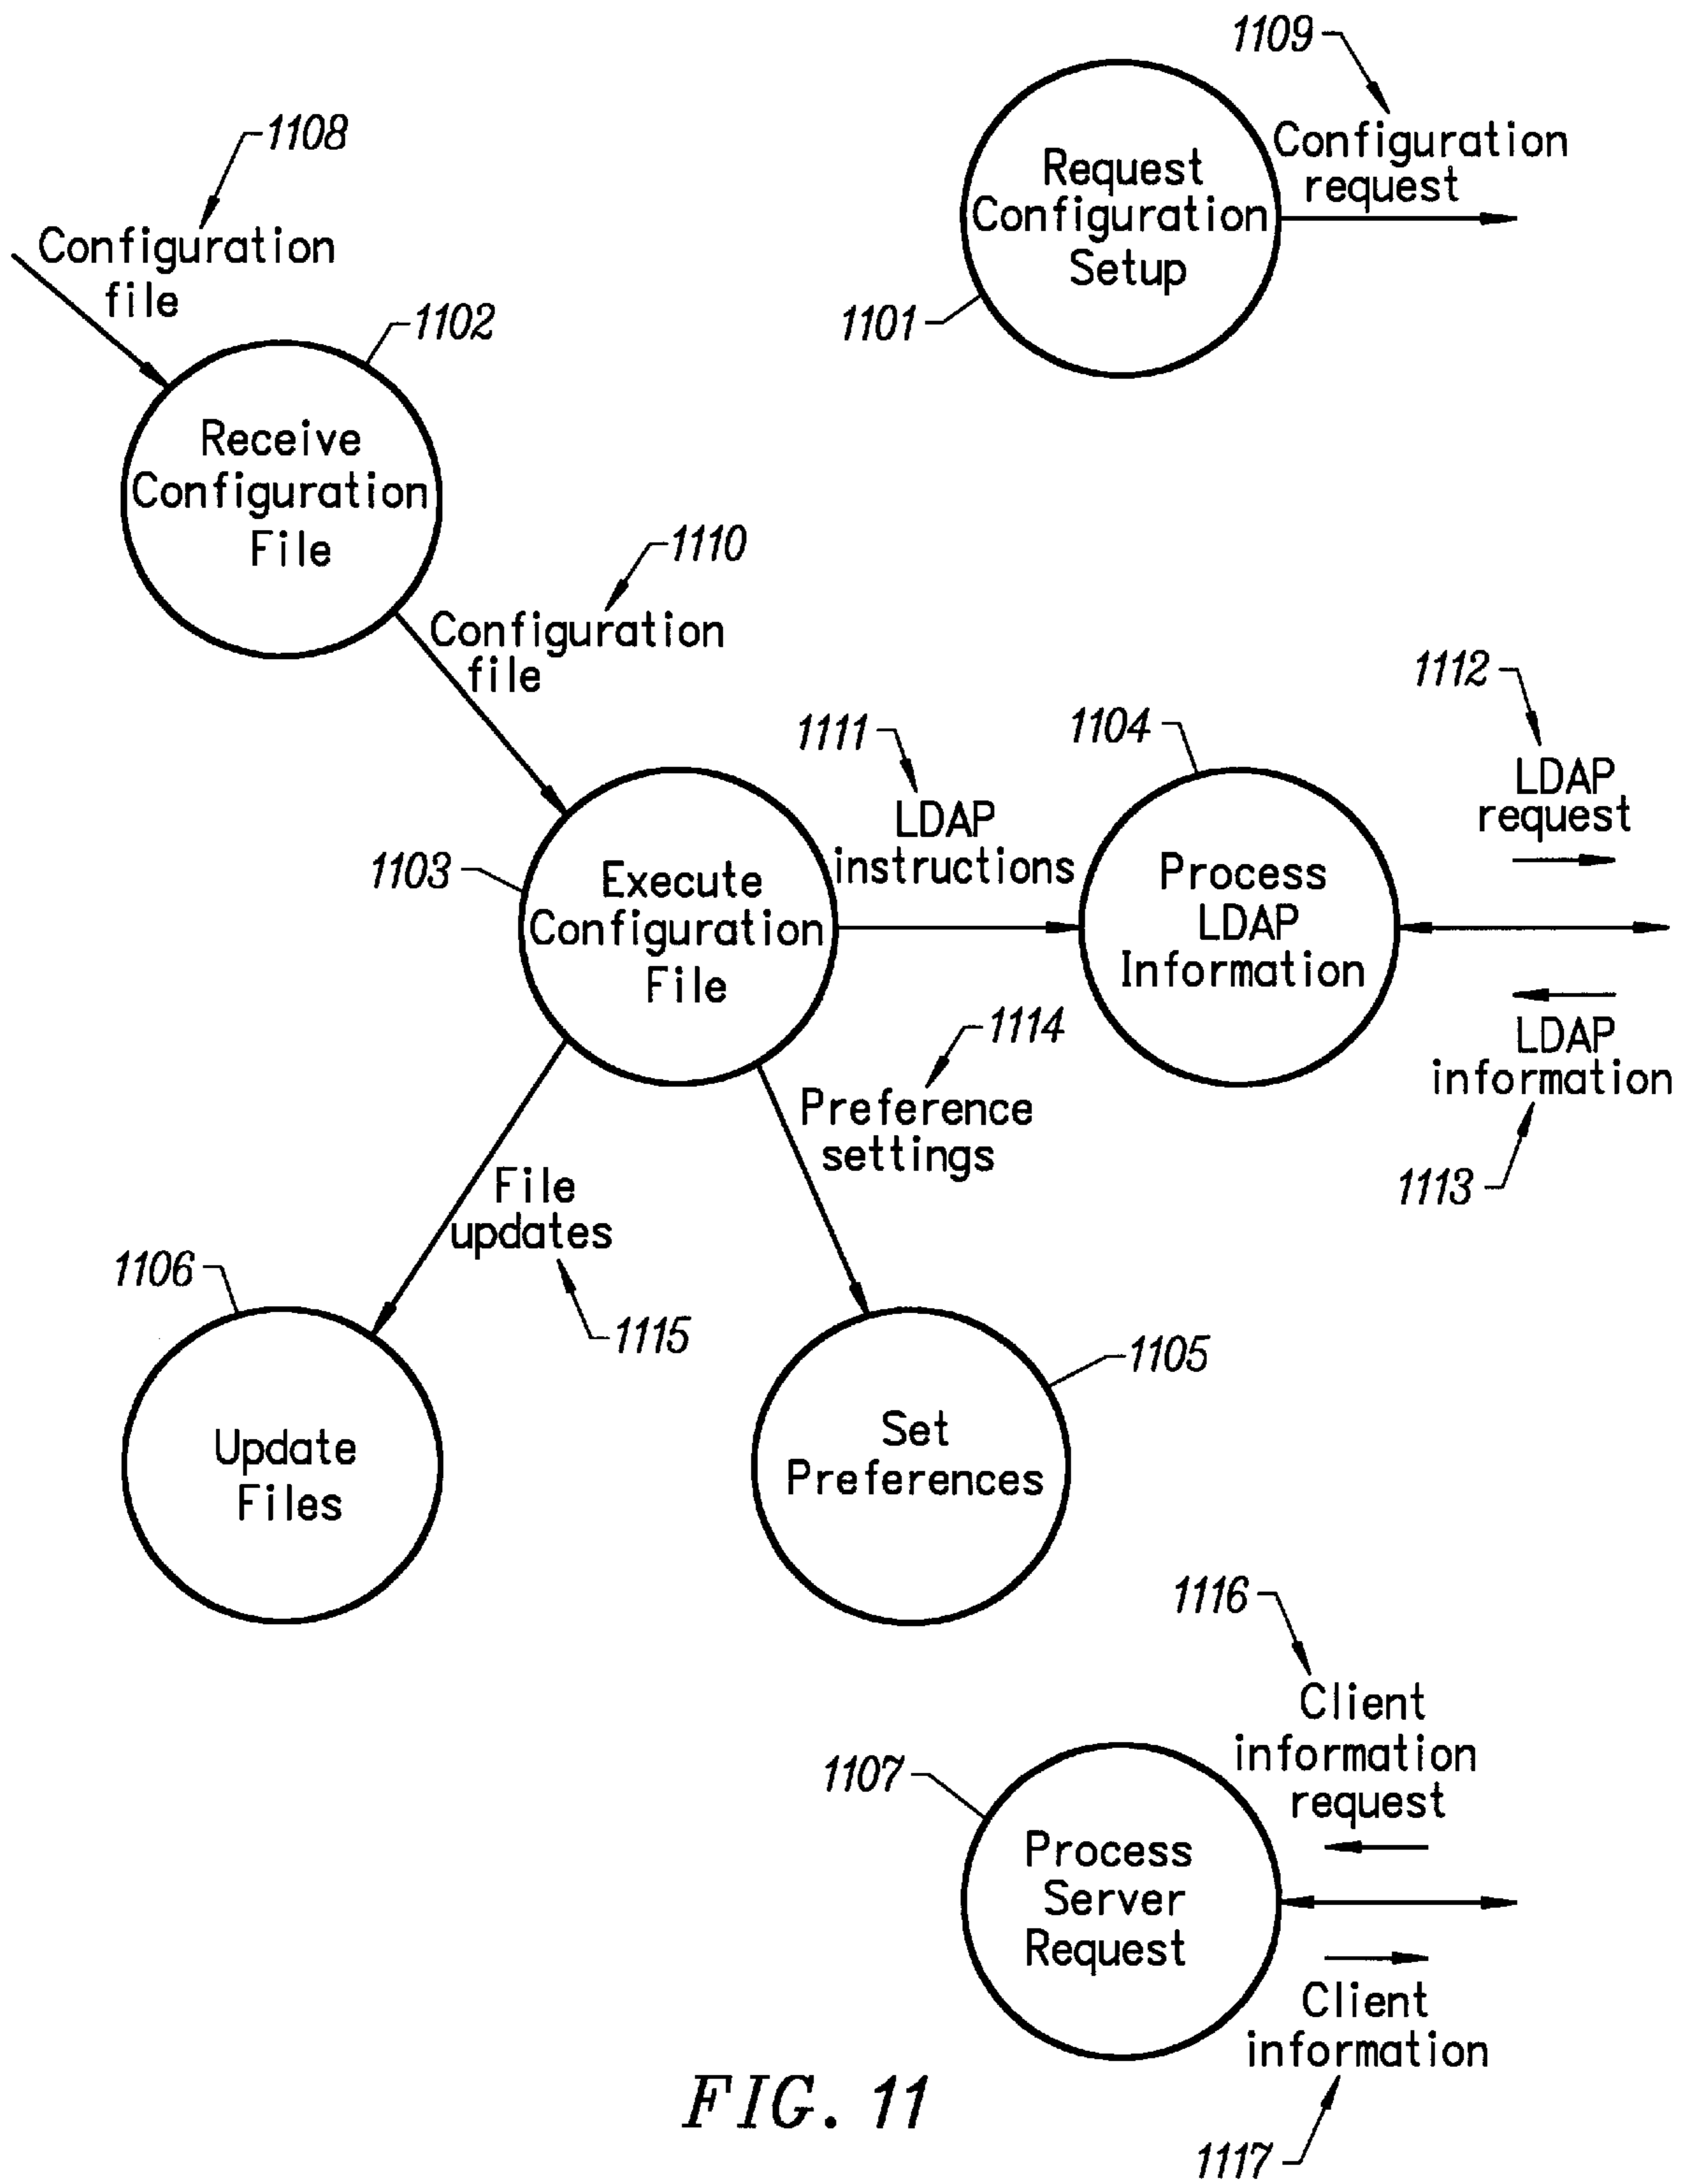 1109
Configuration
request
Request
Configuration
Setup
1101
1108
Configuration
file
1102
Receive
Configuration
File
1110
Configuration
file
1112
LDAP
request
1111
LDAP
instructions
1104
Process
LDAP
Information
1103
Execute
Configuration
File
LDAP
information
1113
1114
Preference
settings
File
updates
1115
1106
Update
Files
1105
Set
Preferences
1116
Client
information
request
1107
Process
Server
Request
Client
information
1117
FIG. 11